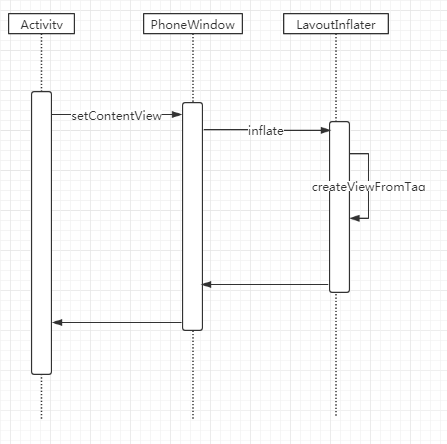 Activity
PhoneWindow
LayoutInflater
setContentView
inflate
createViewFromTag